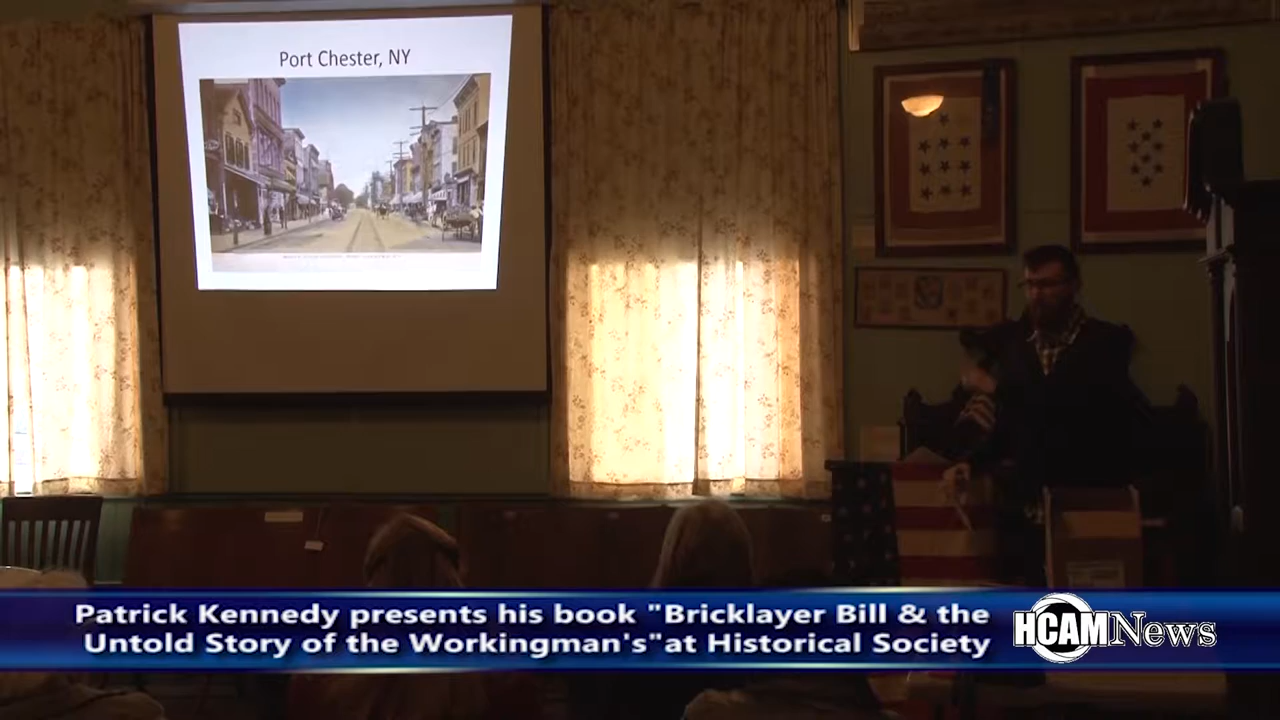 Port Chester, NY
Patrick Kennedy presents his book "Bricklayer Bill & the
Untold Story of the Workingman's"at Historical Society
HCAMNews